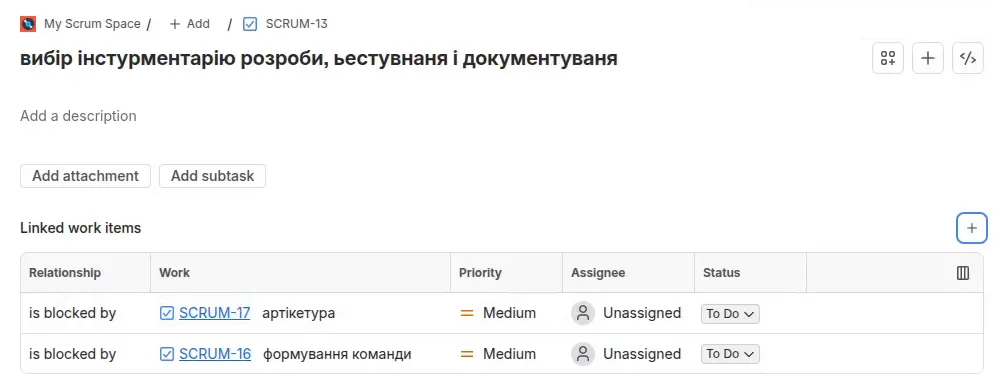 My Scrum Space / + Add / SCRUM-13
вибір інстурментарію розроби, ьестувнаня і документуваня
Add a description
Add attachment Add subtask
Linked work items
Relationship Work Priority Assignee Status
is blocked by SCRUM-17 артікетура Medium Unassigned To Do
is blocked by SCRUM-16 формування команди Medium Unassigned To Do